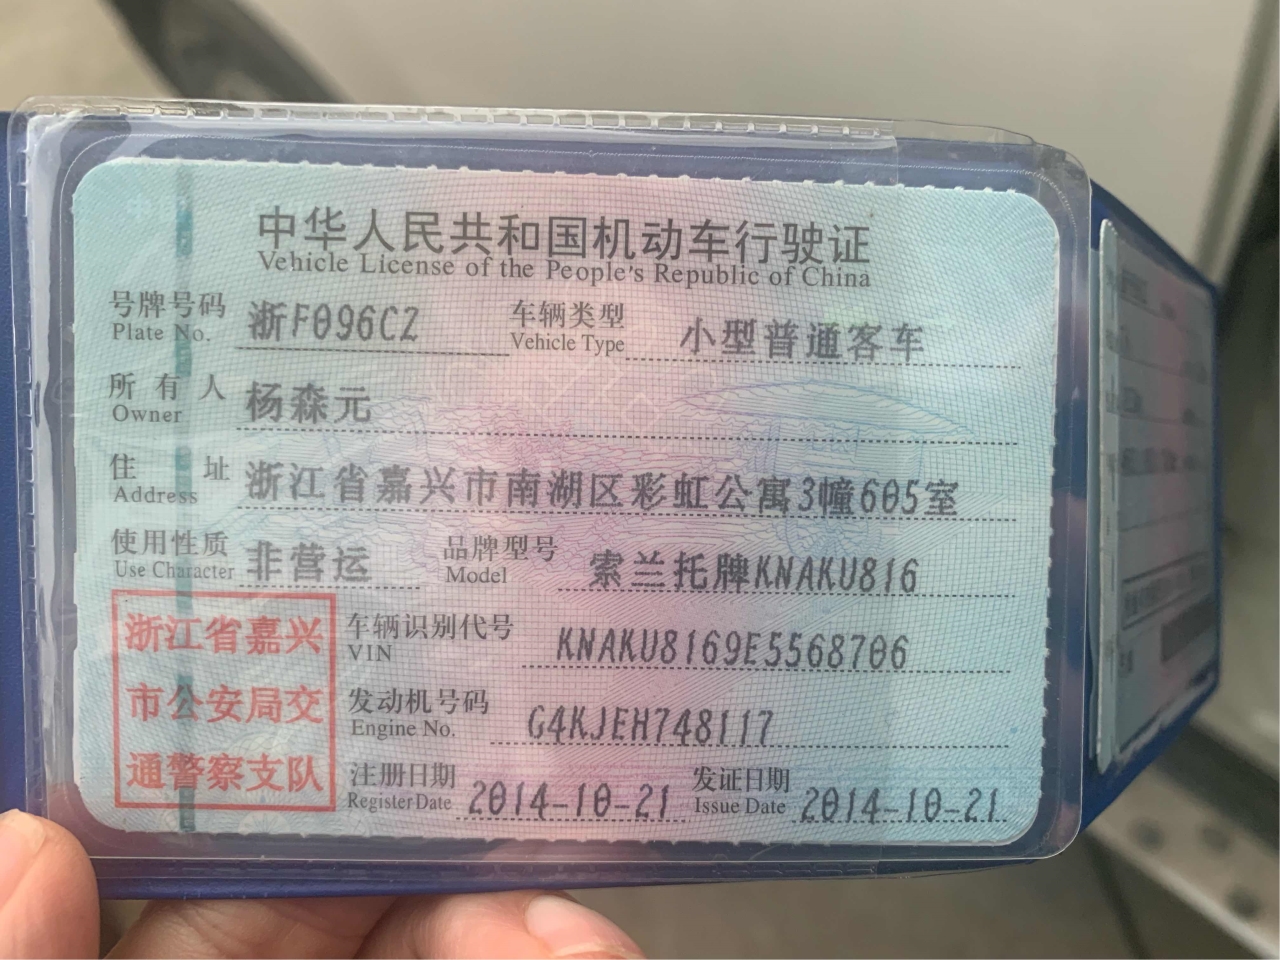 中华人民共和国机动车行驶证
Vehicle License of the People's Republic of China
号牌号码 浙F096CZ 车辆类型 小型普通客车
Plate No. Vehicle Type
所有人 杨森元
Owner
住址 浙江省嘉兴市南湖区彩虹公寓3幢605室
Address
使用性质 非营运 品牌型号 索兰托牌KNAKU816
Use Character Model
浙江省嘉兴
市公安局交
通警察支队
车辆识别代号 KNAKU8169E5568706
VIN
发动机号码 G4KJEH748117
Engine No.
注册日期 2014-10-21 发证日期 2014-10-21
Register Date Issue Date